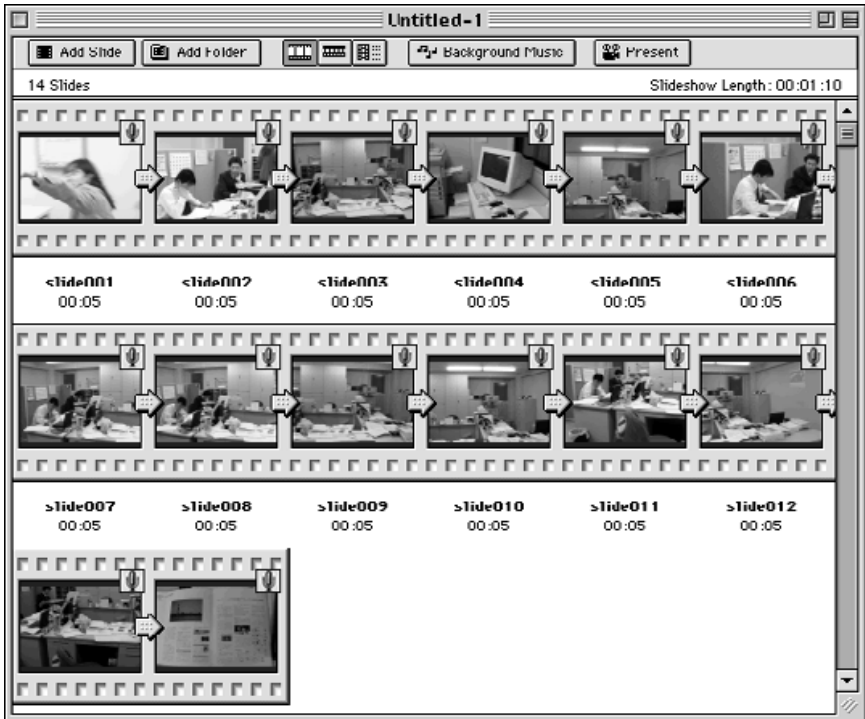 Untitled-1
Add Slide Add Folder Background Music Present
14 Slides Slideshow Length: 00:01:10
slide001 slide002 slide003 slide004 slide005 slide006
00:05 00:05 00:05 00:05 00:05 00:05
slide007 slide008 slide009 slide010 slide011 slide012
00:05 00:05 00:05 00:05 00:05 00:05